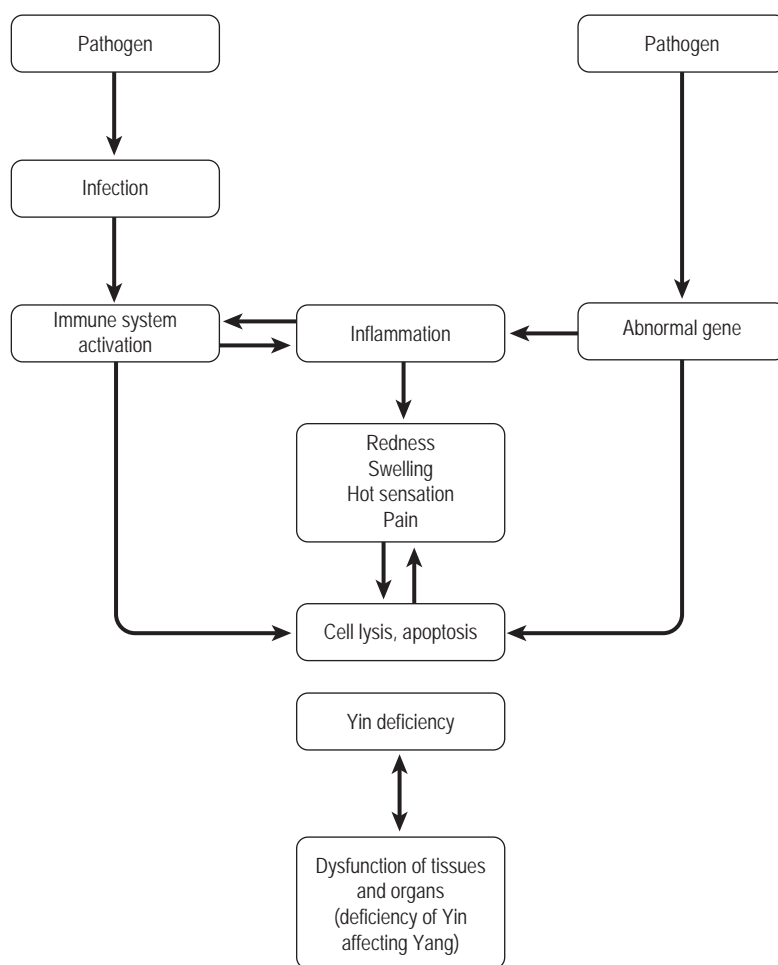 Pathogen
Pathogen
Infection
Immune system
activation
Inflammation
Abnormal gene
Redness
Swelling
Hot sensation
Pain
Cell lysis, apoptosis
Yin deficiency
Dysfunction of tissues
and organs
(deficiency of Yin
affecting Yang)